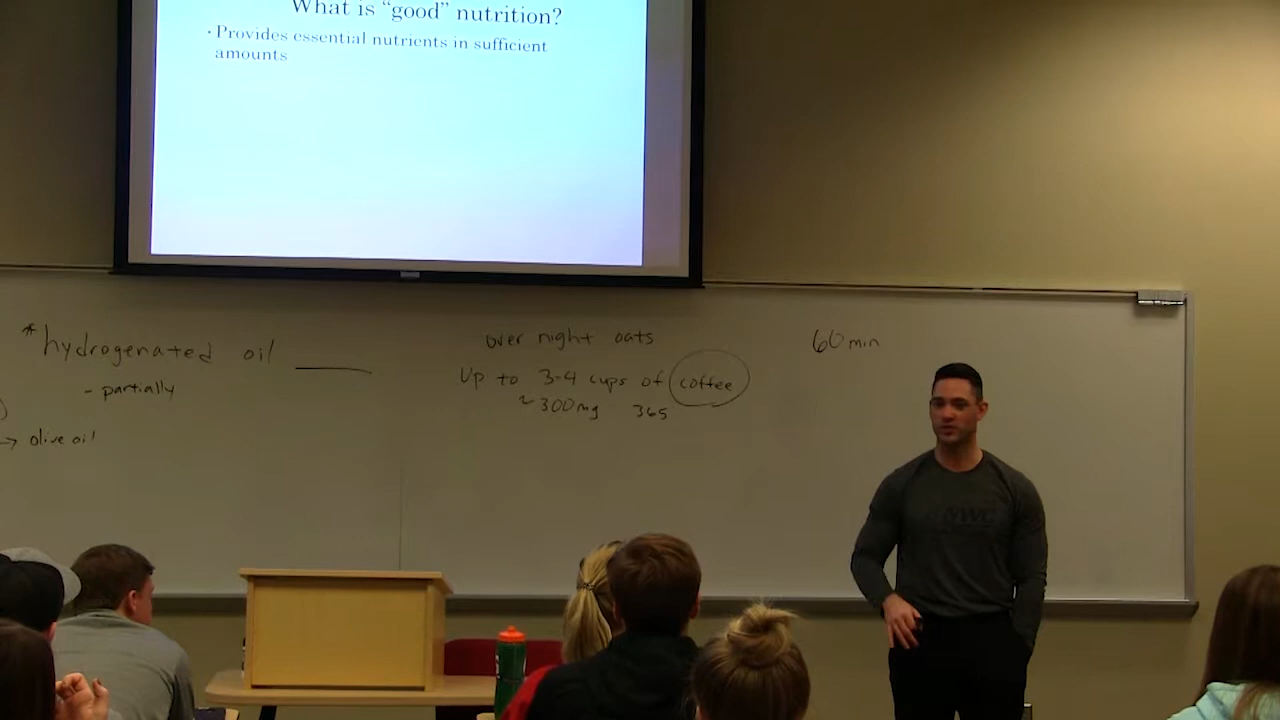 What is “good” nutrition?
· Provides essential nutrients in sufficient
amounts
* hydrogenated oil
- partially
→ olive oil
over night oats
Up to 3-4 cups of coffee
~300mg 365
60 min
NWC